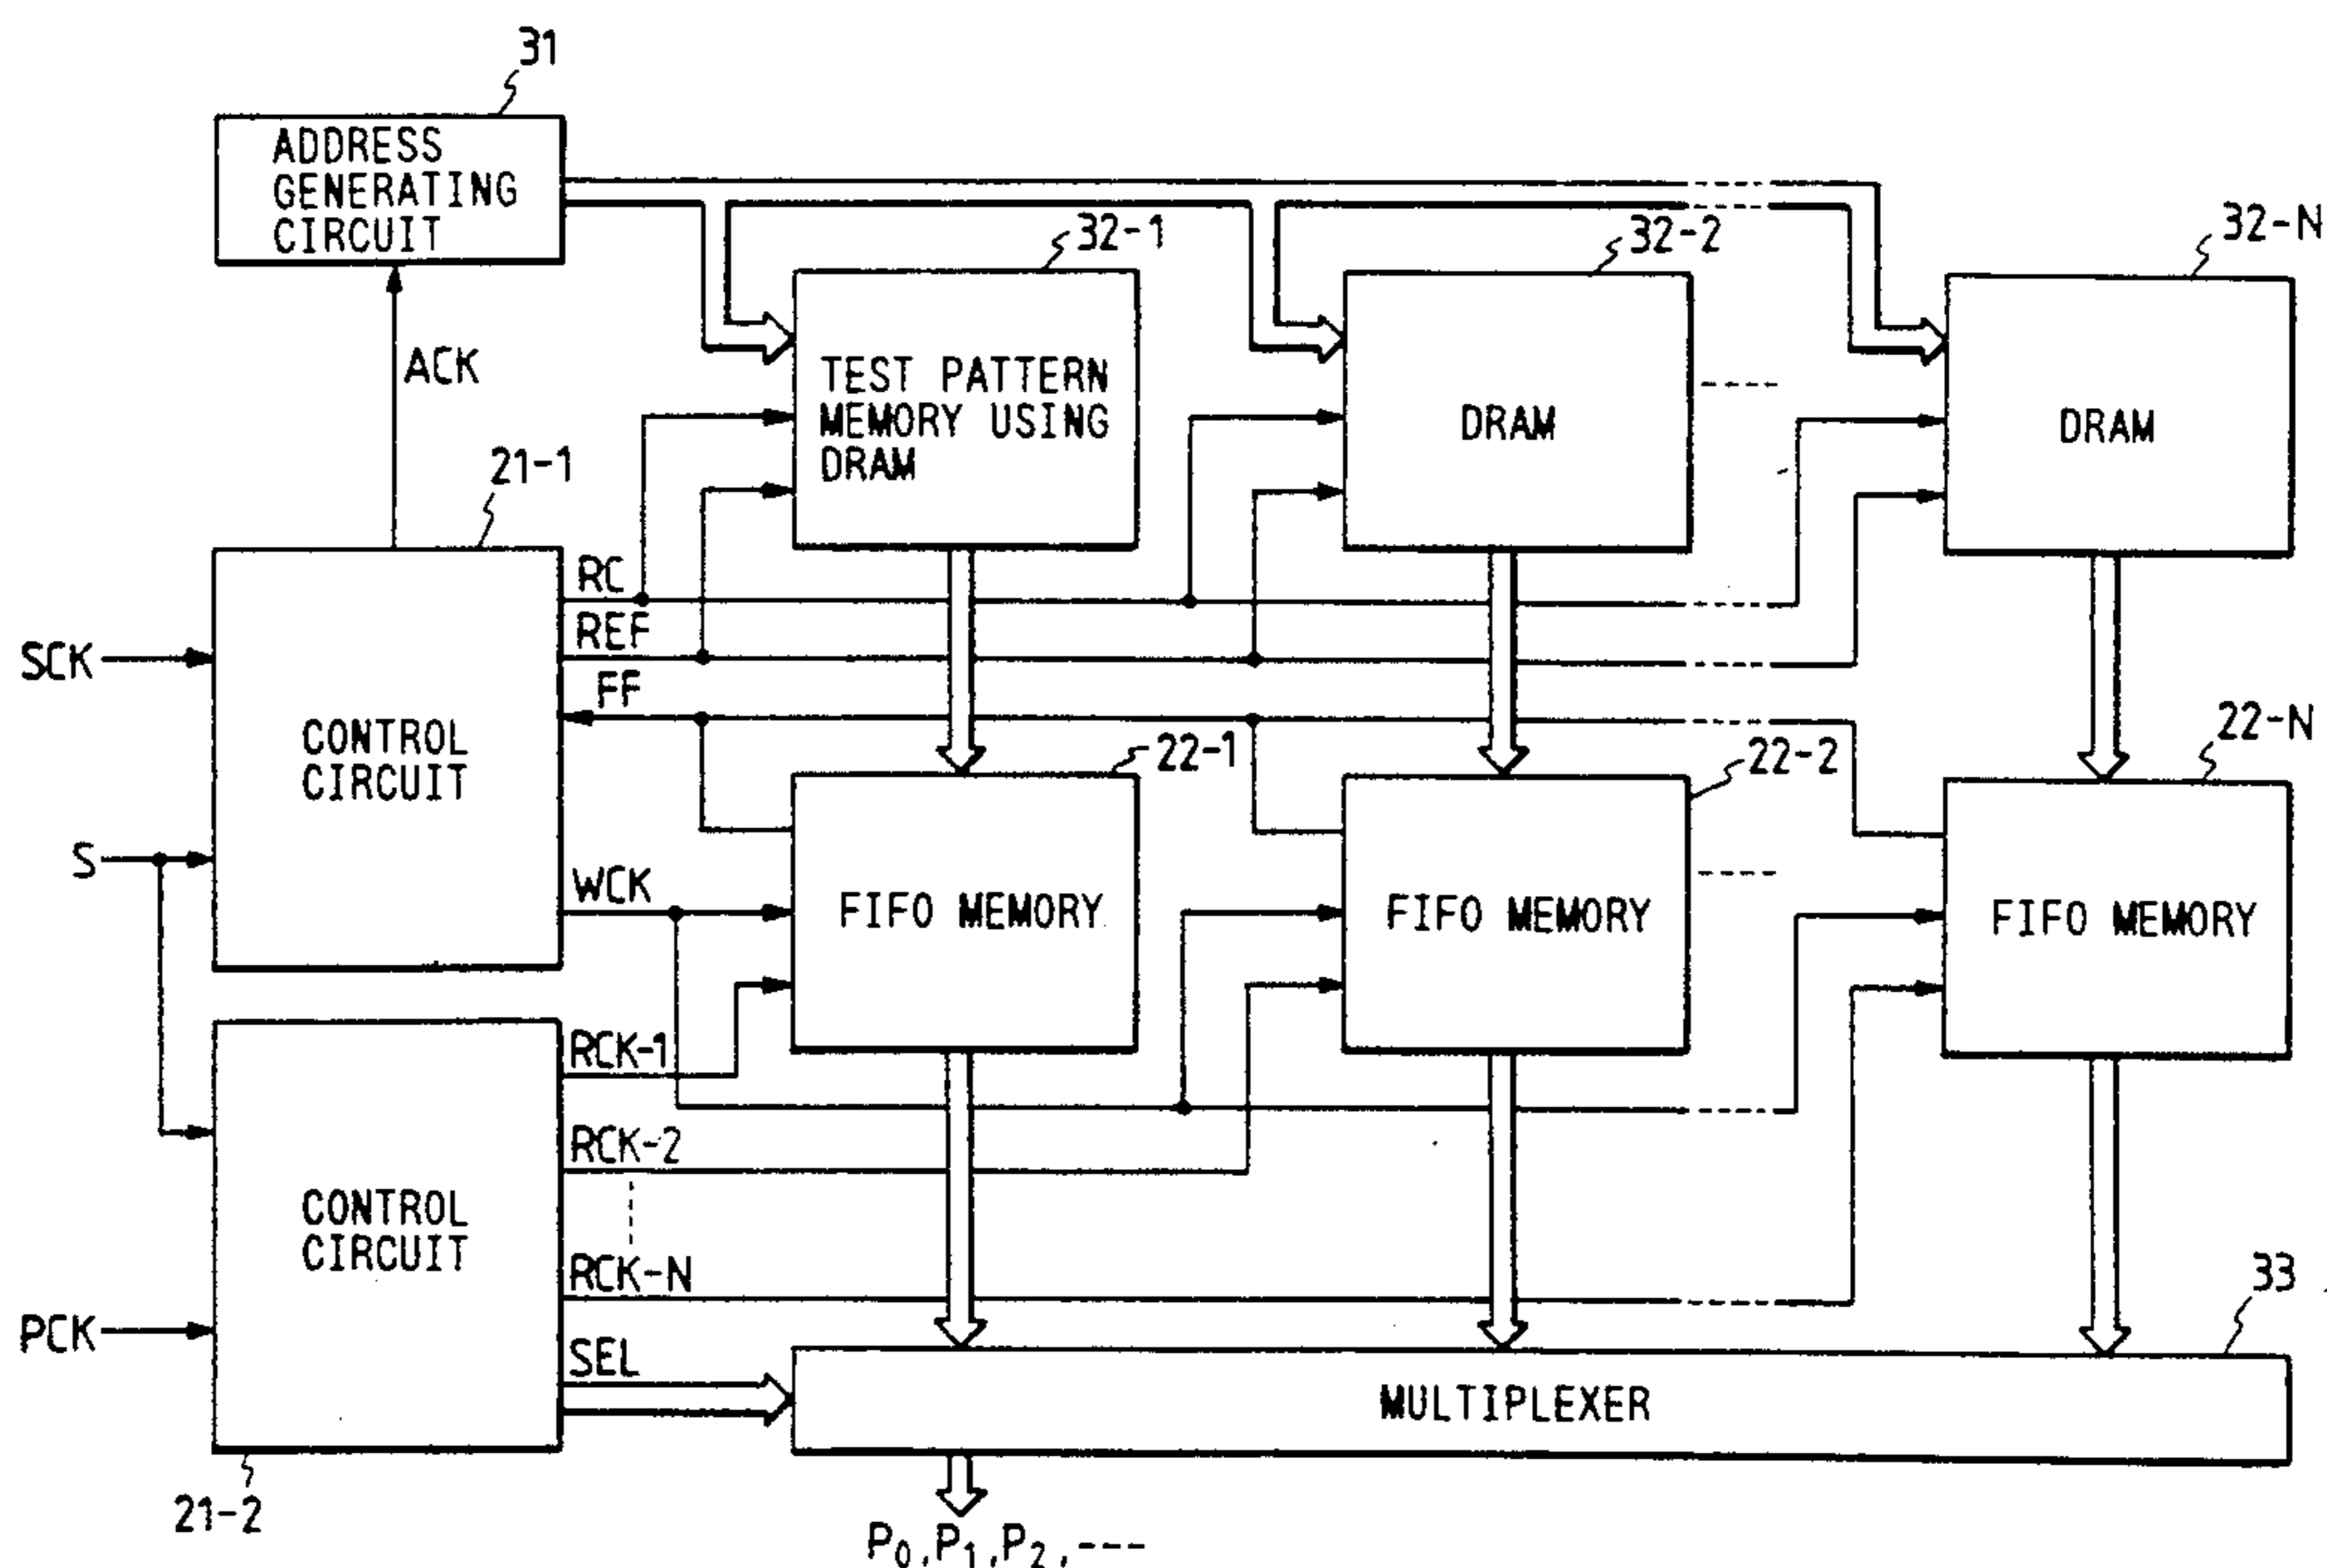 31
ADDRESS
GENERATING
CIRCUIT
32-1
32-2
32-N
ACK
TEST PATTERN
MEMORY USING
DRAM
DRAM
DRAM
21-1
RC
REF
FF
SCK
CONTROL
CIRCUIT
22-1
22-2
22-N
S
WCK
FIFO MEMORY
FIFO MEMORY
FIFO MEMORY
RCK-1
RCK-2
CONTROL
CIRCUIT
RCK-N
33
PCK
SEL
MULTIPLEXER
21-2
P₀,P₁,P₂,---